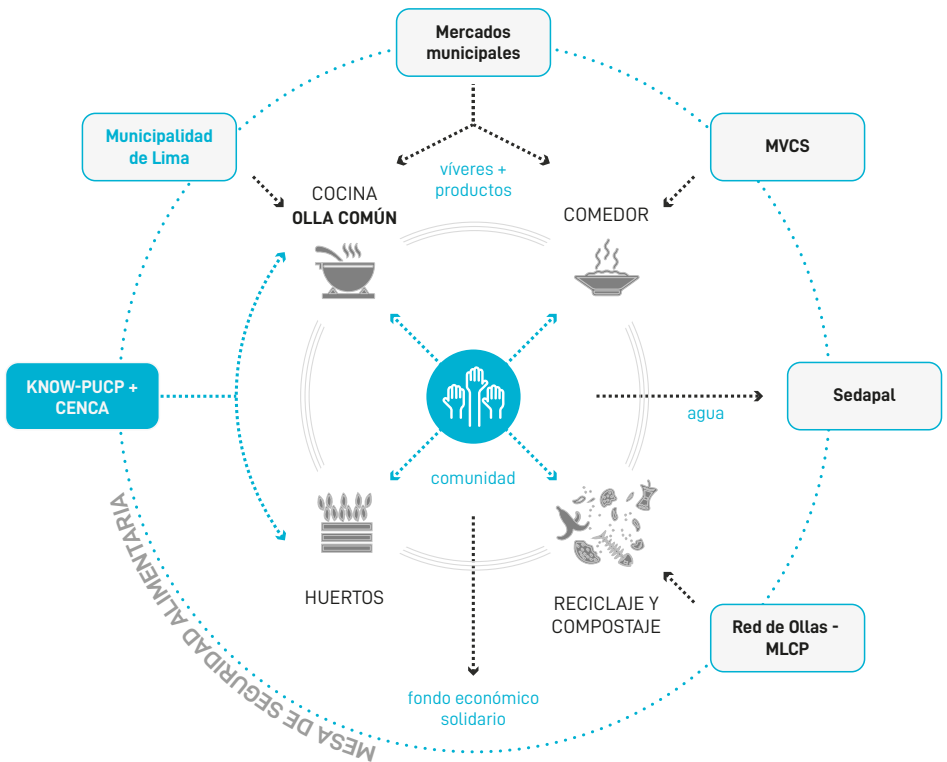 Mercados
municipales
Municipalidad
de Lima
MVCS
víveres +
productos
COCINA
OLLA COMÚN
COMEDOR
KNOW-PUCP +
CENCA
Sedapal
agua
comunidad
HUERTOS
RECICLAJE Y
COMPOSTAJE
Red de Ollas -
MLCP
fondo económico
solidario
MESA DE SEGURIDAD ALIMENTARIA